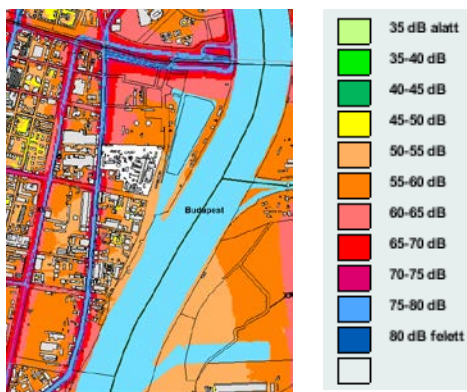 Budapest
35 dB alatt
35-40 dB
40-45 dB
45-50 dB
50-55 dB
55-60 dB
60-65 dB
65-70 dB
70-75 dB
75-80 dB
80 dB felett